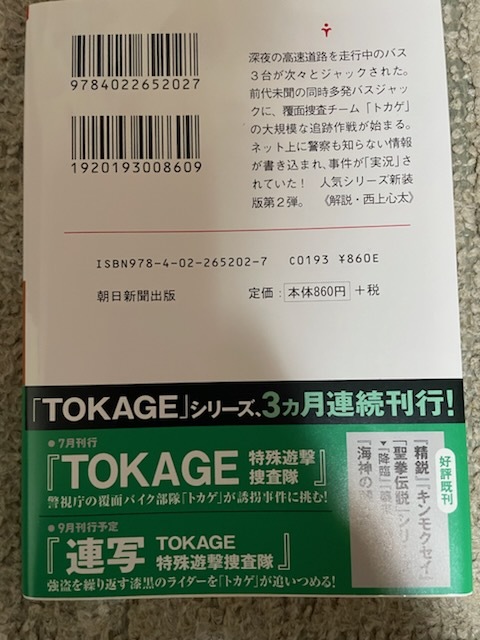 9784022652027
1920193008609
深夜の高速道路を走行中のバス
3台が次々とジャックされた。
前代未聞の同時多発バスジャッ
クに、覆面捜査チーム「トカゲ」
の大規模な追跡作戦が始まる。
ネット上に警察も知らない情報
が書き込まれ、事件が「実況」さ
れていた! 人気シリーズ新装
版第2弾。 《解説・西上心太》
ISBN978-4-02-265202-7 C0193 ¥860E
朝日新聞出版 定価:本体860円+税
「TOKAGE」シリーズ、3ヵ月連続刊行!
●7月刊行
『TOKAGE 特殊遊撃捜査隊』
警視庁の覆面バイク部隊「トカゲ」が誘拐事件に挑む!
●9月刊行予定
『連写 TOKAGE 特殊遊撃捜査隊』
強盗を繰り返す漆黒のライダーを「トカゲ」が追いつめる!
好評既刊
『精鋭』『キンモクセイ』
『聖拳伝説』シリーズ
▼『降臨』
『海神の